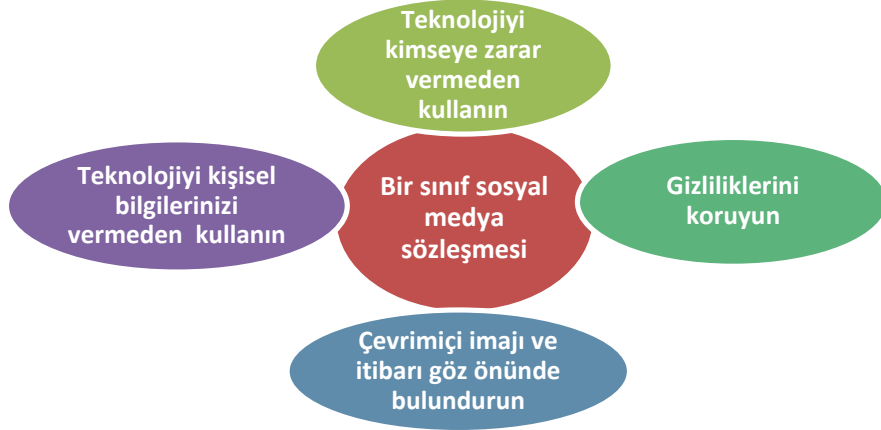 Teknolojiyi
kimseye zarar
vermeden
kullanın
Teknolojiyi kişisel
bilgilerinizi
vermeden kullanın
Bir sınıf sosyal
medya
sözleşmesi
Gizliliklerini
koruyun
Çevrimiçi imajı ve
itibarı göz önünde
bulundurun